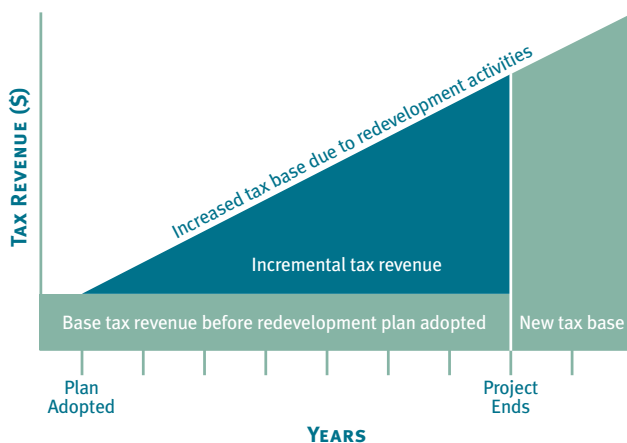 TAX REVENUE ($)
Increased tax base due to redevelopment activities
Incremental tax revenue
Base tax revenue before redevelopment plan adopted
New tax base
Plan
Adopted
Project
Ends
YEARS